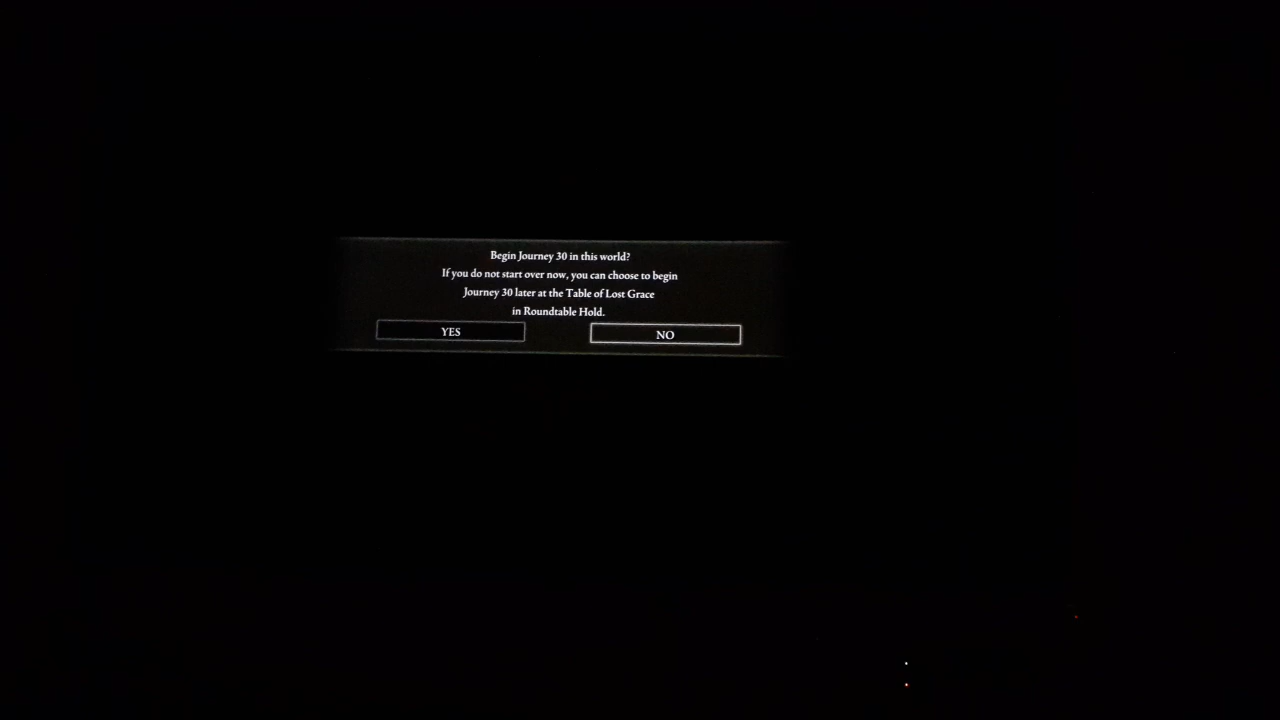 Begin Journey 30 in this world?
If you do not start over now, you can choose to begin
Journey 30 later at the Table of Lost Grace
in Roundtable Hold.
YES
NO